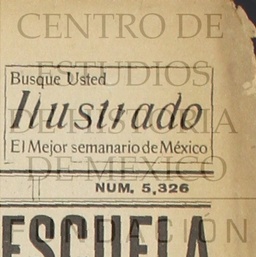 CENTRO DE
ESTUDIOS
DE HISTORIA
DE MEXICO
FUNDACIÓN
Busque Usted
Ilustrado
El Mejor semanario de México
NUM. 5,326
ESCUELA